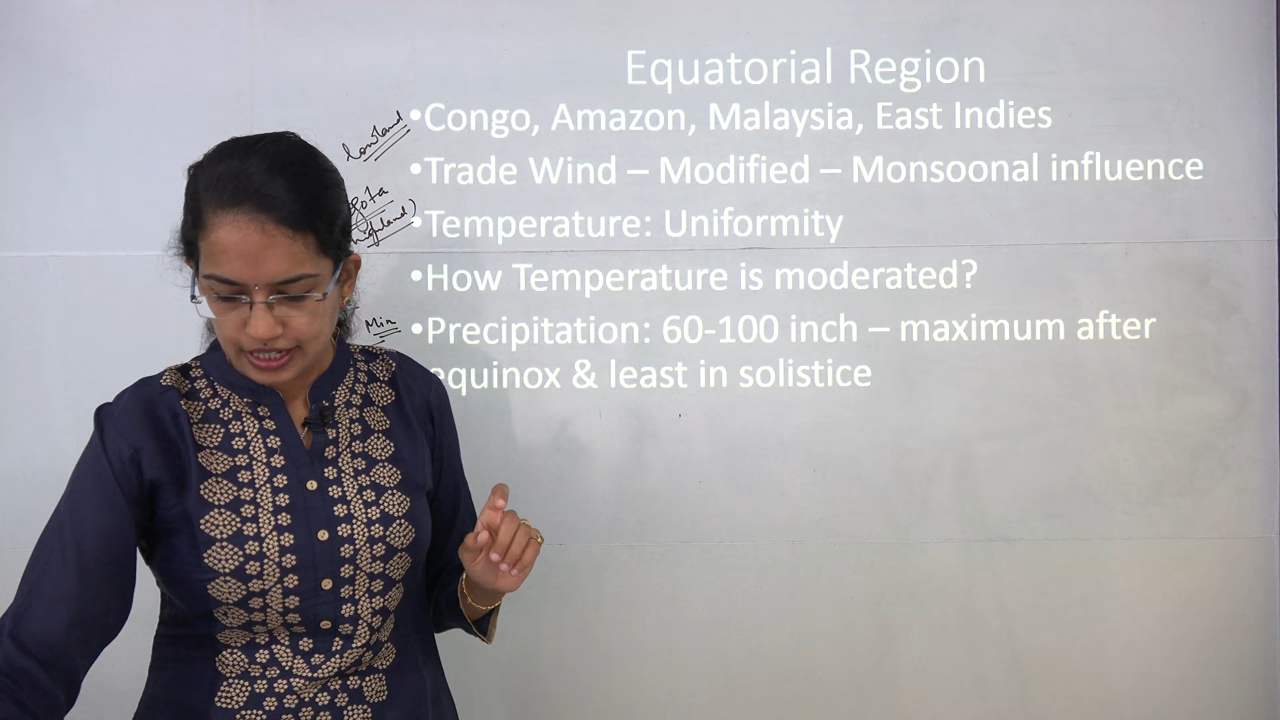 Equatorial Region
•Congo, Amazon, Malaysia, East Indies
lowland
•Trade Wind – Modified – Monsoonal influence
•Temperature: Uniformity
highland)
•How Temperature is moderated?
Min
•Precipitation: 60-100 inch – maximum after
equinox & least in solistice